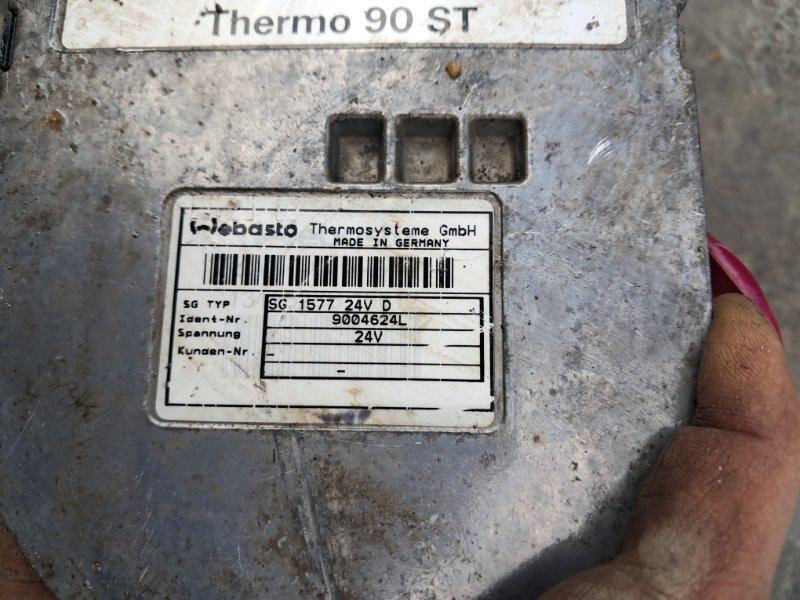 Thermo 90 ST
Webasto Thermosysteme GmbH
MADE IN GERMANY
SG TYP SG 1577 24V D
Ident-Nr. 9004624L
Spannung 24V
Kunden-Nr. -
-